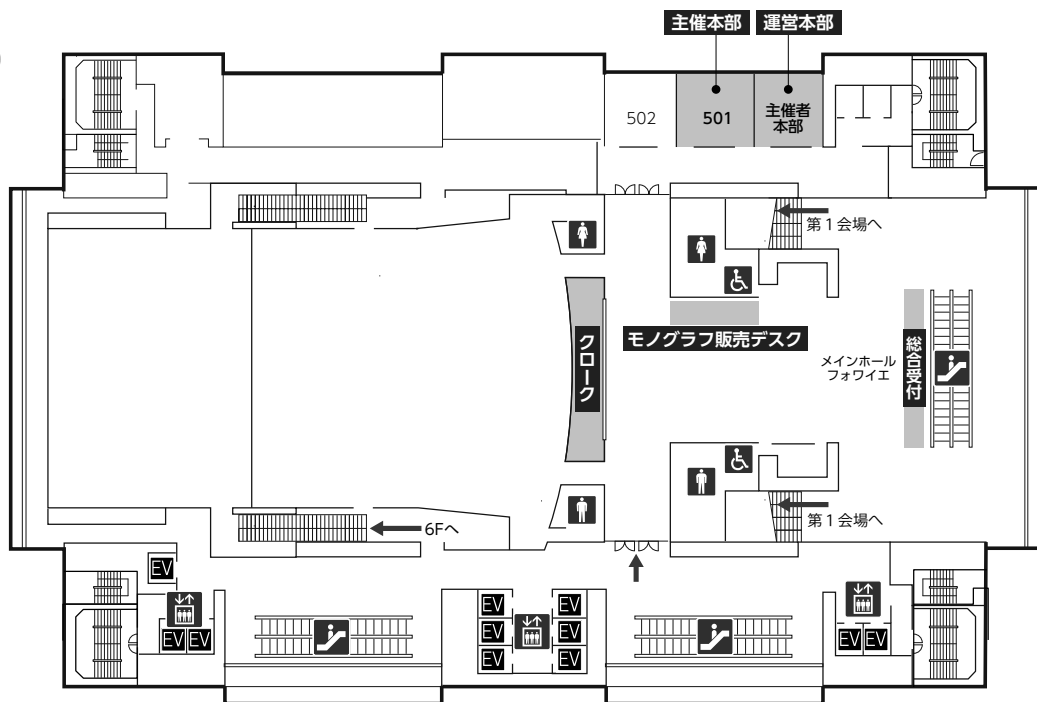 主催本部
運営本部
502
501
主催者
本部
第1会場へ
モノグラフ販売デスク
クローク
メインホール
フォワイエ
総合受付
第1会場へ
6Fへ
EV
EV
EV
EV
EV
EV
EV
EV
EV
EV
EV